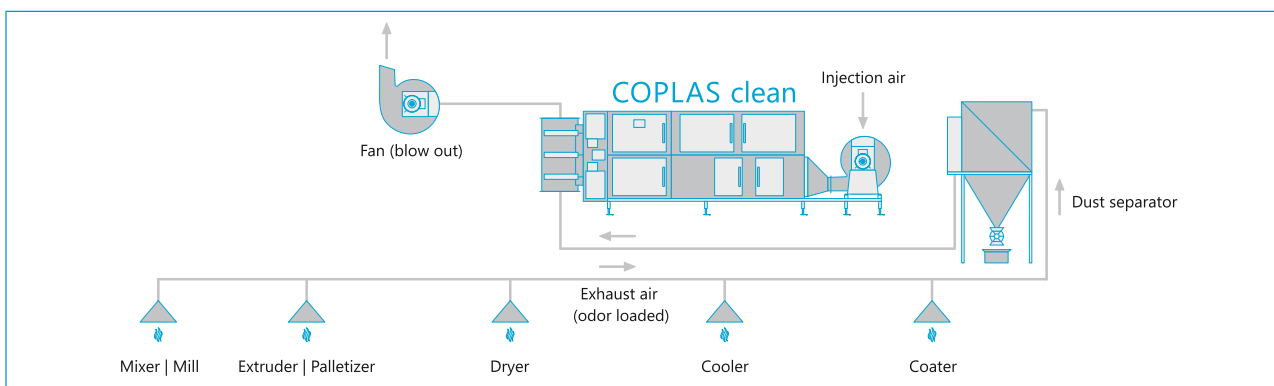 COPLAS clean
Injection air
Fan (blow out)
Dust separator
Exhaust air
(odor loaded)
Mixer | Mill
Extruder | Palletizer
Dryer
Cooler
Coater